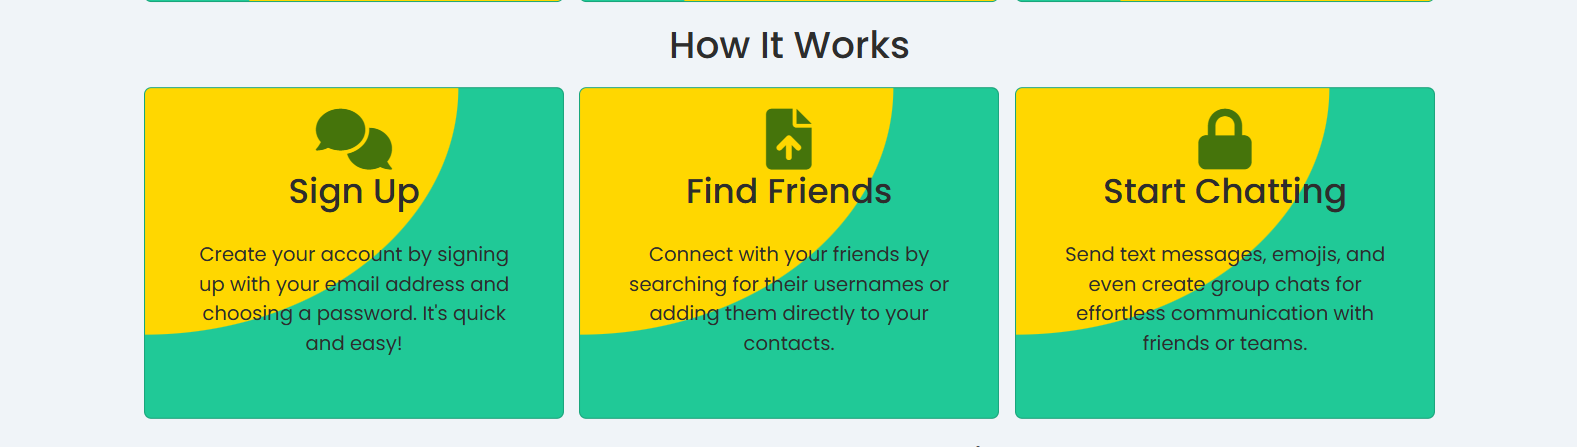 How It Works
Sign Up
Create your account by signing
up with your email address and
choosing a password. It's quick
and easy!
Find Friends
Connect with your friends by
searching for their usernames or
adding them directly to your
contacts.
Start Chatting
Send text messages, emojis, and
even create group chats for
effortless communication with
friends or teams.